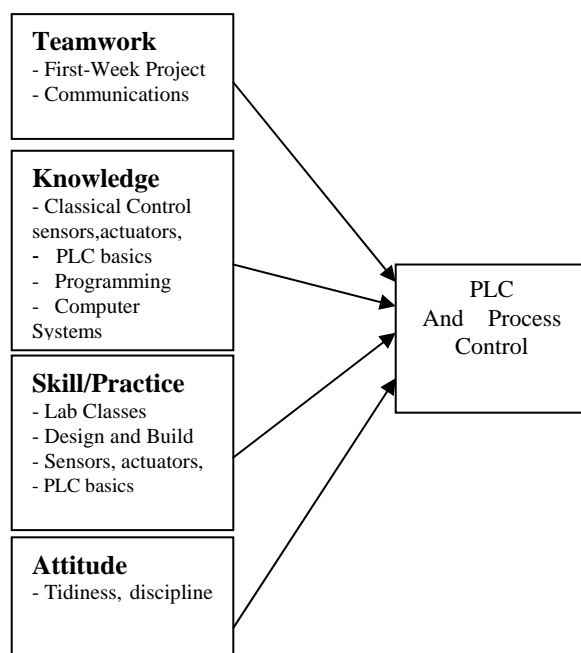 Teamwork
- First-Week Project
- Communications
Knowledge
- Classical Control
sensors,actuators,
- PLC basics
- Programming
- Computer
Systems
Skill/Practice
- Lab Classes
- Design and Build
- Sensors, actuators,
- PLC basics
Attitude
- Tidiness, discipline
PLC
And Process
Control